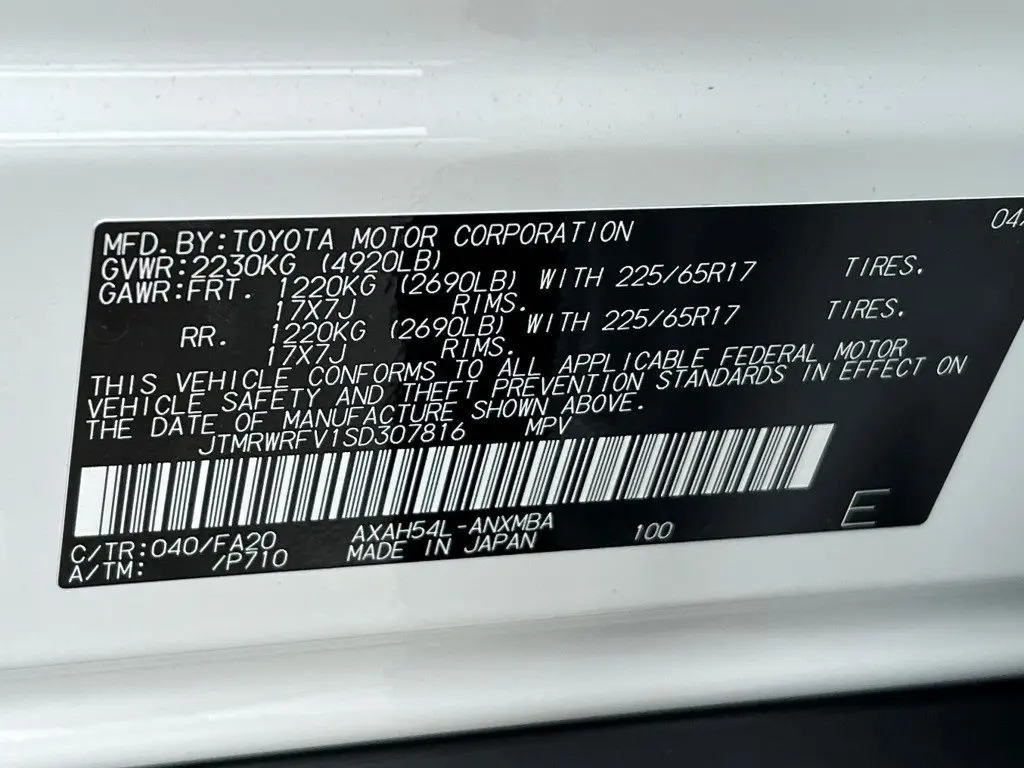 MFD.BY:TOYOTA MOTOR CORPORATION
GVWR:2230KG (4920LB)
GAWR:FRT. 1220KG (2690LB) WITH 225/65R17 TIRES.
17X7J RIMS.
RR. 1220KG (2690LB) WITH 225/65R17 TIRES.
17X7J RIMS.
THIS VEHICLE CONFORMS TO ALL APPLICABLE FEDERAL MOTOR
VEHICLE SAFETY AND THEFT PREVENTION STANDARDS IN EFFECT ON
THE DATE OF MANUFACTURE SHOWN ABOVE.
JTMRWRFV1SD307816 MPV
C/TR:040/FA20 AXAH54L-ANXMBA 100 E
A/TM: /P710 MADE IN JAPAN